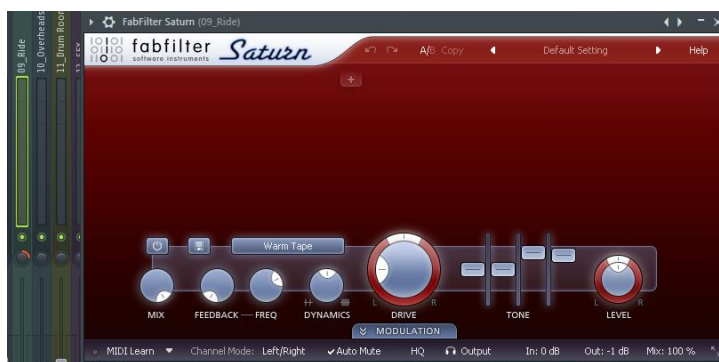 FabFilter Saturn (09_Ride)
09_Ride
10_Overheads
11_Drum Room
fabfilter
software instruments
Saturn
A/B Copy
Default Setting
Help
+
Warm Tape
L R
L R
MIX FEEDBACK FREQ DYNAMICS DRIVE TONE LEVEL
MODULATION
MIDI Learn Channel Mode: Left/Right Auto Mute HQ Output In: 0 dB Out: -1 dB Mix: 100 %